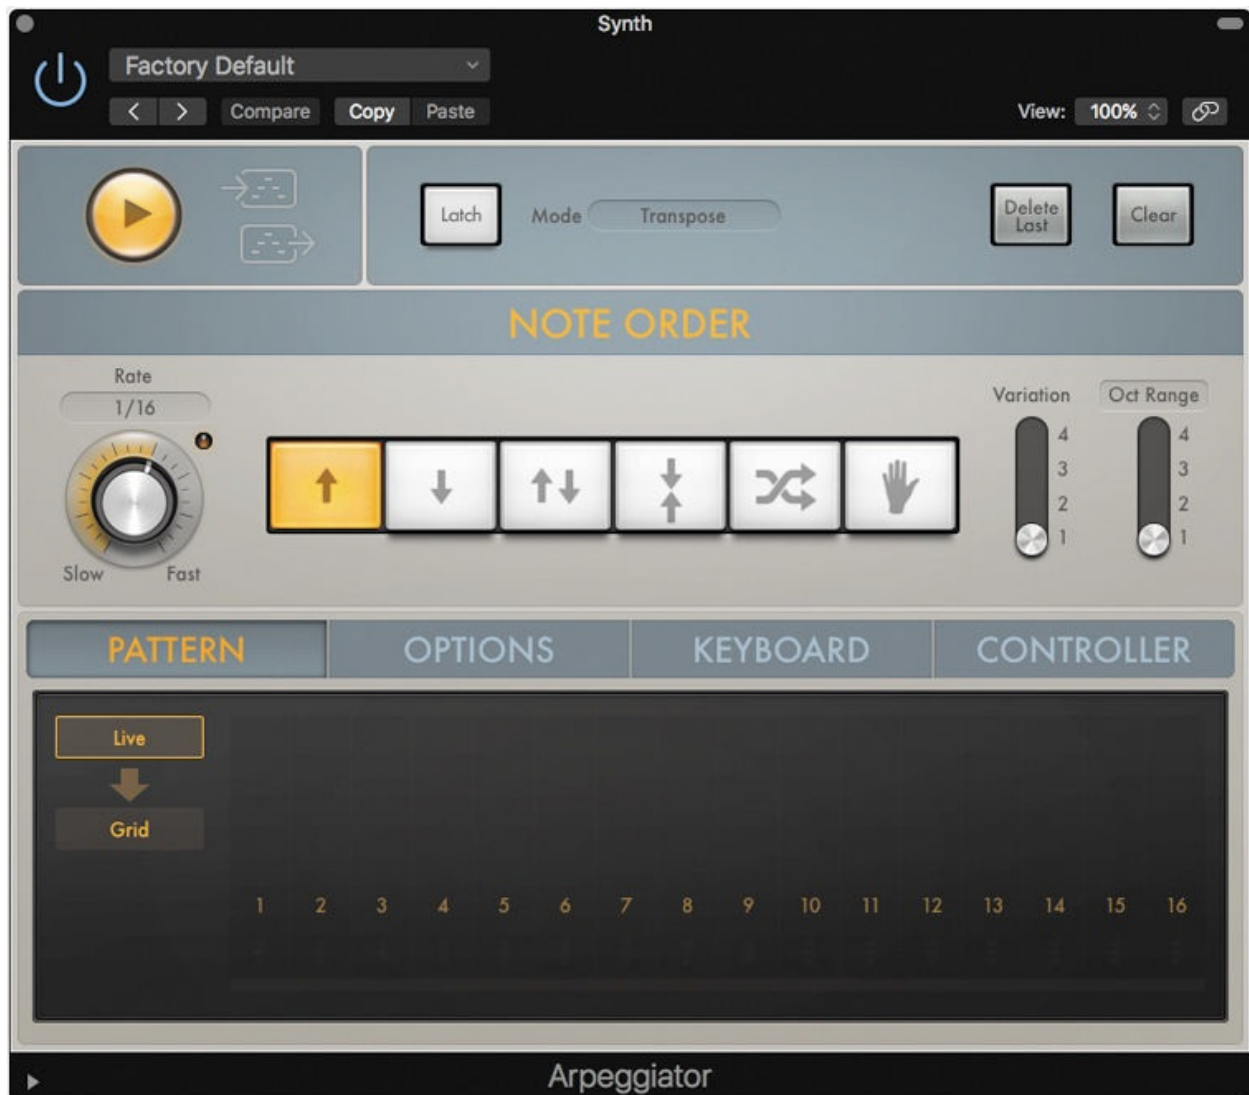 Synth
Factory Default
Compare Copy Paste View: 100%
Latch Mode Transpose Delete Last Clear
NOTE ORDER
Rate
1/16
Slow Fast
Variation
4
3
2
1
Oct Range
4
3
2
1
PATTERN OPTIONS KEYBOARD CONTROLLER
Live
Grid
1 2 3 4 5 6 7 8 9 10 11 12 13 14 15 16
Arpeggiator